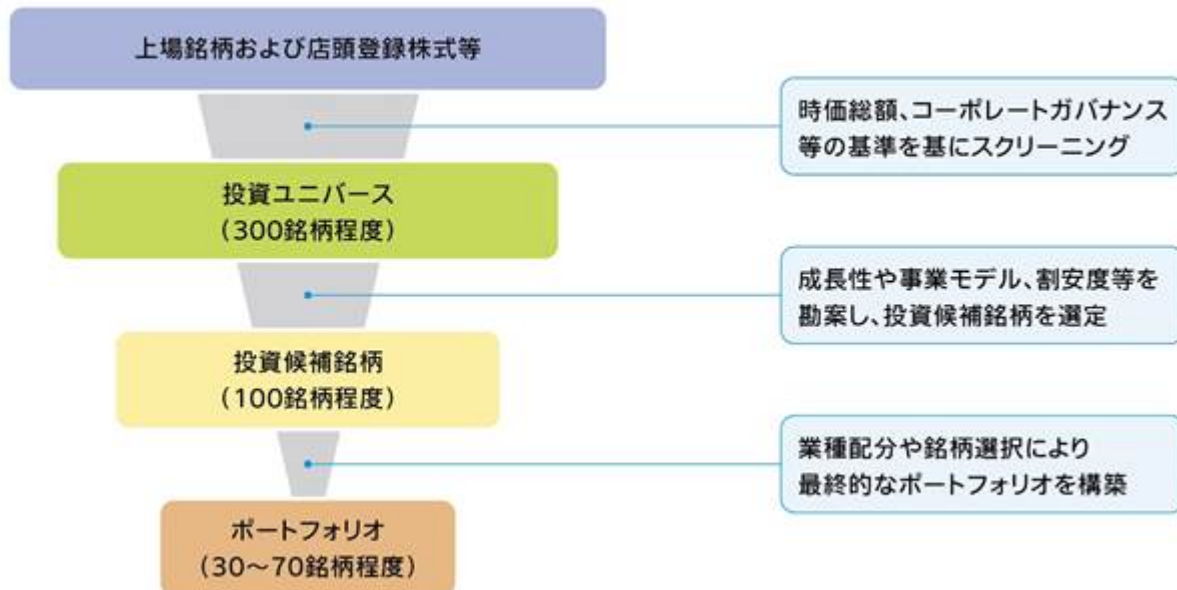 上場銘柄および店頭登録株式等
時価総額、コーポレートガバナンス
等の基準を基にスクリーニング
投資ユニバース
(300銘柄程度)
成長性や事業モデル、割安度等を
勘案し、投資候補銘柄を選定
投資候補銘柄
(100銘柄程度)
業種配分や銘柄選択により
最終的なポートフォリオを構築
ポートフォリオ
(30〜70銘柄程度)